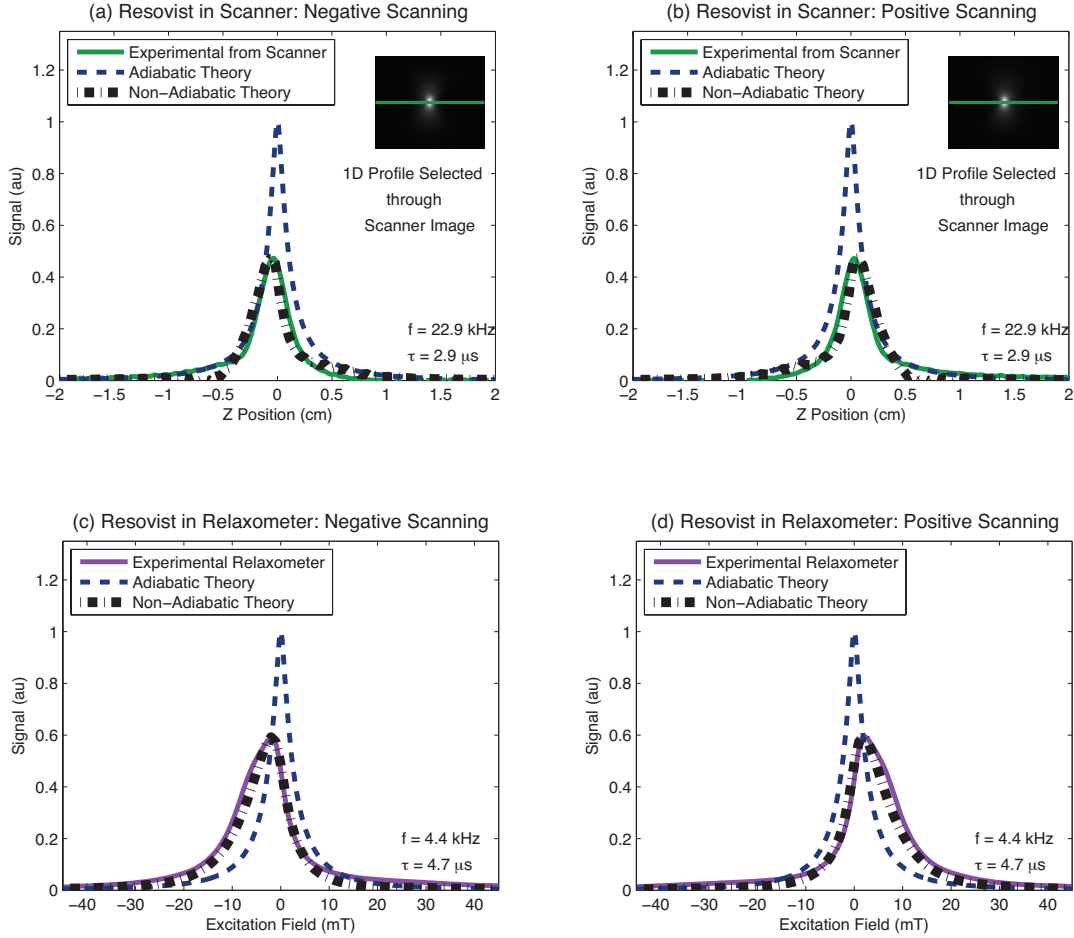 (a) Resovist in Scanner: Negative Scanning
Experimental from Scanner
Adiabatic Theory
Non-Adiabatic Theory
1D Profile Selected
through
Scanner Image
f = 22.9 kHz
τ = 2.9 μs
Signal (au)
0
0.2
0.4
0.6
0.8
1
1.2
−2
−1.5
−1
−0.5
0
0.5
1
1.5
2
Z Position (cm)
(b) Resovist in Scanner: Positive Scanning
Experimental from Scanner
Adiabatic Theory
Non-Adiabatic Theory
1D Profile Selected
through
Scanner Image
f = 22.9 kHz
τ = 2.9 μs
Signal (au)
0
0.2
0.4
0.6
0.8
1
1.2
−2
−1.5
−1
−0.5
0
0.5
1
1.5
2
Z Position (cm)
(c) Resovist in Relaxometer: Negative Scanning
Experimental Relaxometer
Adiabatic Theory
Non−Adiabatic Theory
f = 4.4 kHz
τ = 4.7 μs
Signal (au)
0
0.2
0.4
0.6
0.8
1
1.2
−40
−30
−20
−10
0
10
20
30
40
Excitation Field (mT)
(d) Resovist in Relaxometer: Positive Scanning
Experimental Relaxometer
Adiabatic Theory
Non−Adiabatic Theory
f = 4.4 kHz
τ = 4.7 μs
Signal (au)
0
0.2
0.4
0.6
0.8
1
1.2
−40
−30
−20
−10
0
10
20
30
40
Excitation Field (mT)